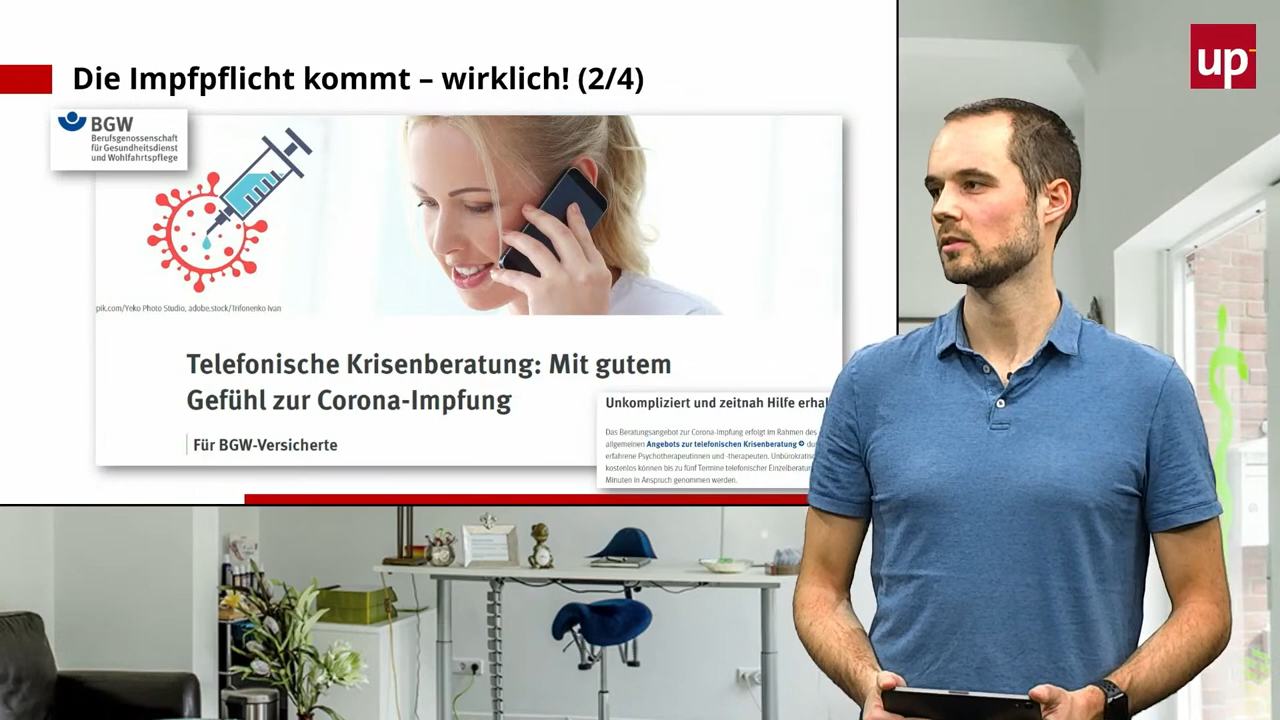 Die Impfpflicht kommt – wirklich! (2/4)
up
BGW
Berufsgenossenschaft
für Gesundheitsdienst
und Wohlfahrtspflege
pik.com/Yeko Photo Studio, adobe.stock/Trifonenko Ivan
Telefonische Krisenberatung: Mit gutem
Gefühl zur Corona-Impfung
Für BGW-Versicherte
Unkompliziert und zeitnah Hilfe erhal
Das Beratungsangebot zur Corona-Impfung erfolgt im Rahmen des
allgemeinen Angebots zur telefonischen Krisenberatung
erfahrene Psychotherapeutinnen und -therapeuten.
kostenlos können bis zu fünf Termine telefonischer
Minuten in Anspruch genommen werden.